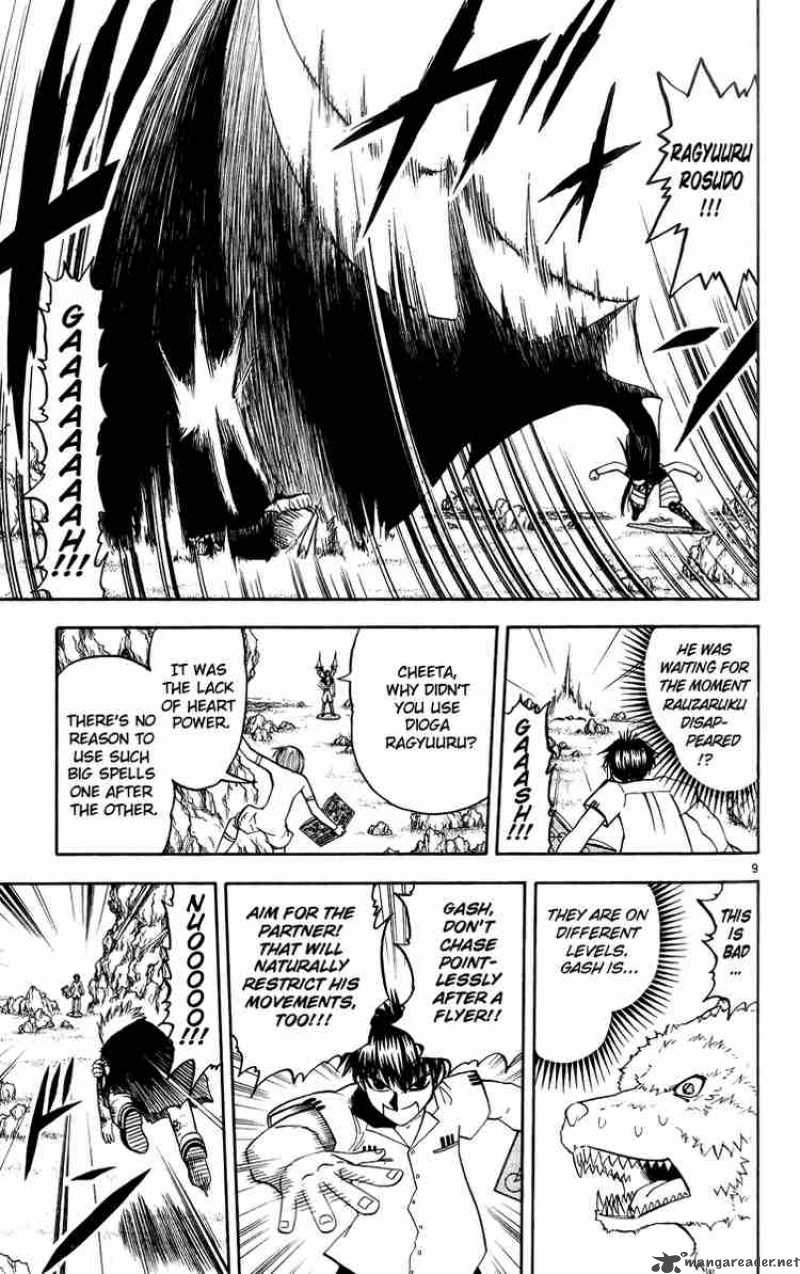 RAGYUURU
ROSUDO
!!!
GAAAAAAAAAH!!!
HE WAS
WAITING FOR
THE MOMENT
RAUZARUKU
DISAP-
PEARED
!?
GAAASH!!!
CHEETA,
WHY DIDN'T
YOU USE
DIOGA
RAGYUURU?
IT WAS
THE LACK
OF HEART
POWER.
THERE'S NO
REASON TO
USE SUCH
BIG SPELLS
ONE AFTER
THE OTHER.
9
THIS
IS
BAD
...
THEY ARE ON
DIFFERENT
LEVELS.
GASH IS...
GASH,
DON'T
CHASE
POINT-
LESSLY
AFTER A
FLYER!!
AIM FOR THE
PARTNER!
THAT WILL
NATURALLY
RESTRICT HIS
MOVEMENTS,
TOO!!!
NUOOOOO!!!
mangareader.net